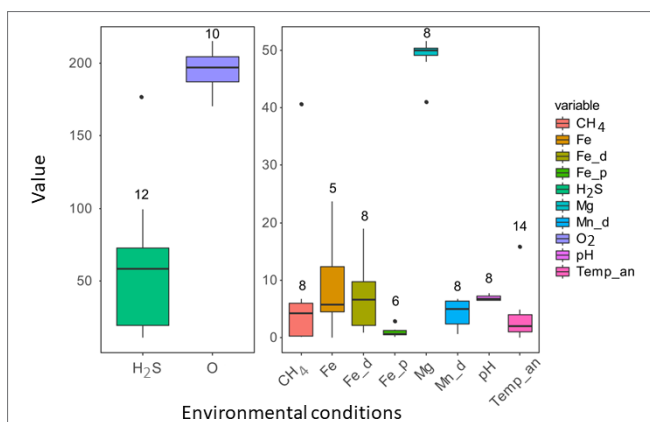 10
12
200
150
100
50
H2S
O
Value
8
5
8
8
6
8
8
14
50
40
30
20
10
0
CH4
Fe
Fe_d
Fe_p
Mg
Mn_d
pH
Temp_an
Environmental conditions
variable
CH4
Fe
Fe_d
Fe_p
H2S
Mg
Mn_d
O2
pH
Temp_an